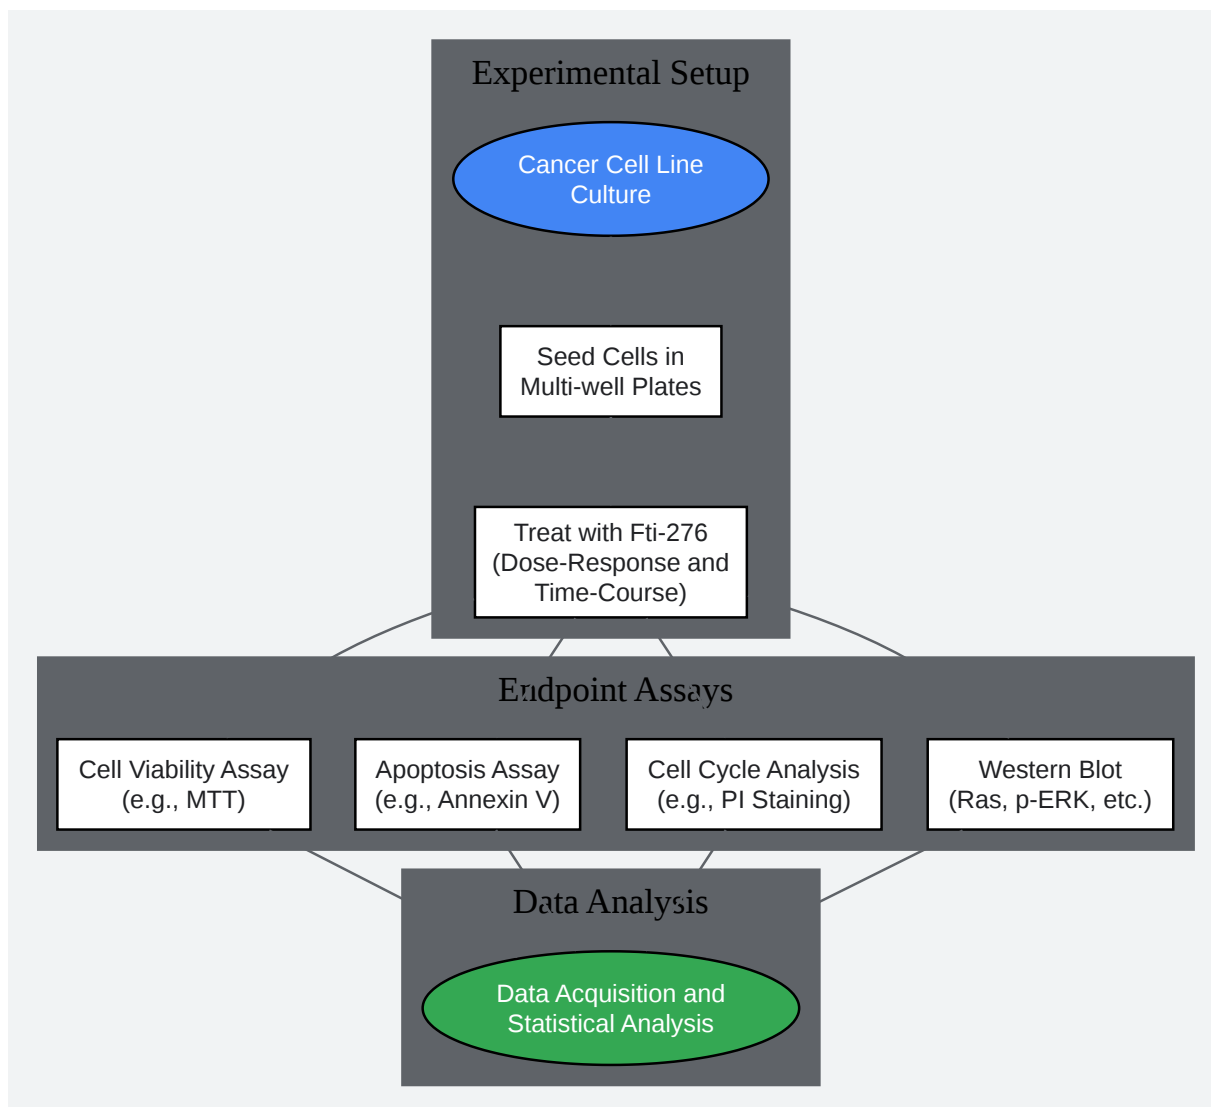 Experimental Setup
Cancer Cell Line
Culture
Seed Cells in
Multi-well Plates
Treat with Fti-276
(Dose-Response and
Time-Course)
Endpoint Assays
Cell Viability Assay
(e.g., MTT)
Apoptosis Assay
(e.g., Annexin V)
Cell Cycle Analysis
(e.g., PI Staining)
Western Blot
(Ras, p-ERK, etc.)
Data Analysis
Data Acquisition and
Statistical Analysis